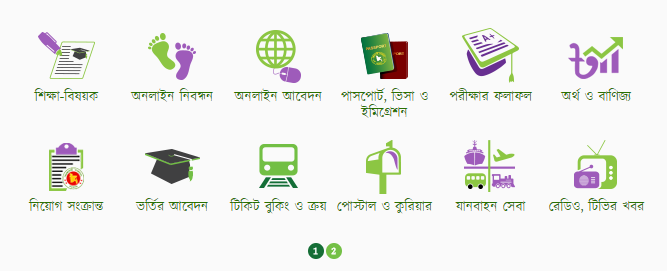 A+
PASSPORT
শিক্ষা-বিষয়ক
অনলাইন নিবন্ধন
অনলাইন আবেদন
পাসপোর্ট, ভিসা ও
ইমিগ্রেশন
পরীক্ষার ফলাফল
অর্থ ও বাণিজ্য
নিয়োগ সংক্রান্ত
ভর্তির আবেদন
টিকিট বুকিং ও ক্রয়
পোস্টাল ও কুরিয়ার
যানবাহন সেবা
রেডিও, টিভির খবর
1 2